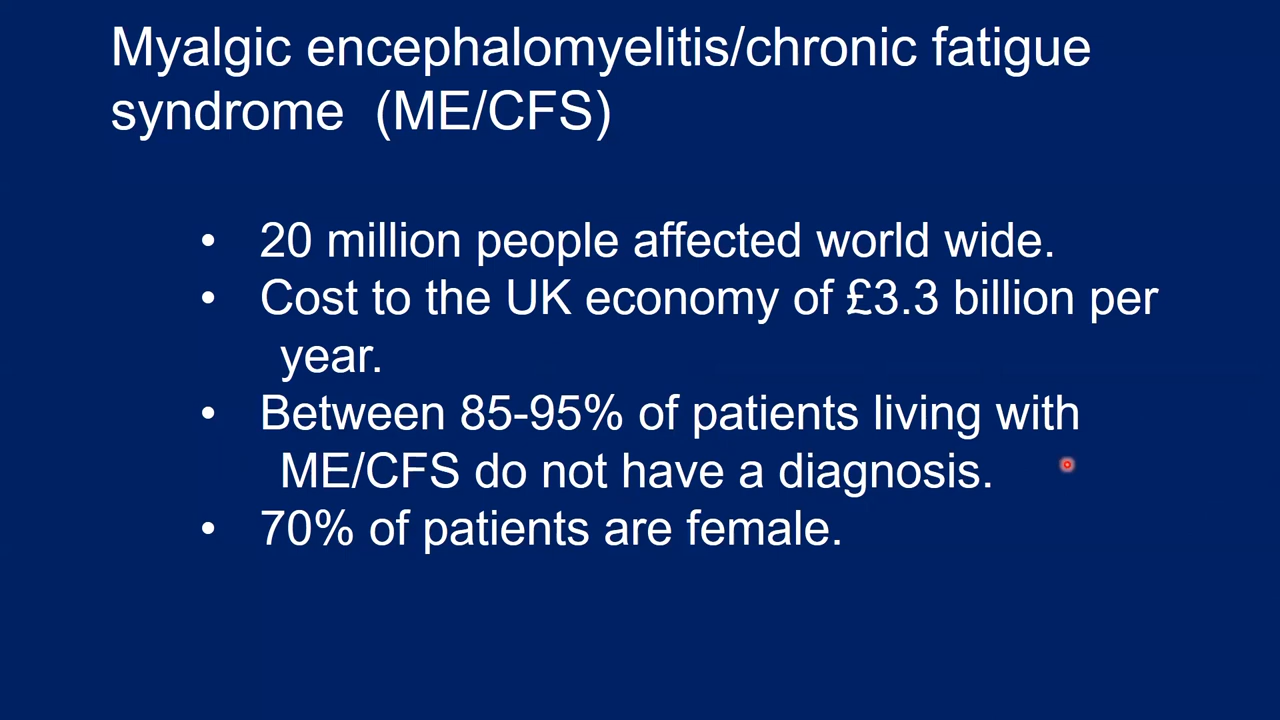 Myalgic encephalomyelitis/chronic fatigue
syndrome (ME/CFS)
• 20 million people affected world wide.
• Cost to the UK economy of £3.3 billion per
year.
• Between 85-95% of patients living with
ME/CFS do not have a diagnosis.
• 70% of patients are female.